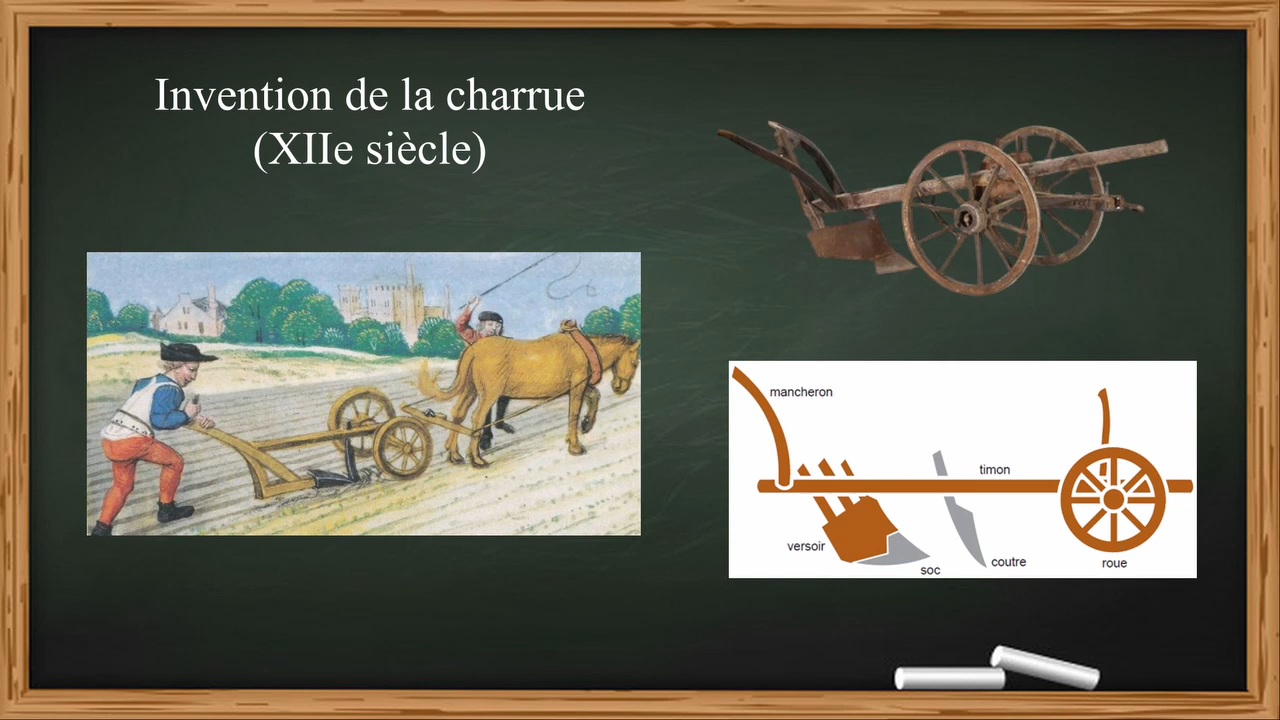 Invention de la charrue
(XIIe siècle)
mancheron
timon
versoir
soc
coutre
roue